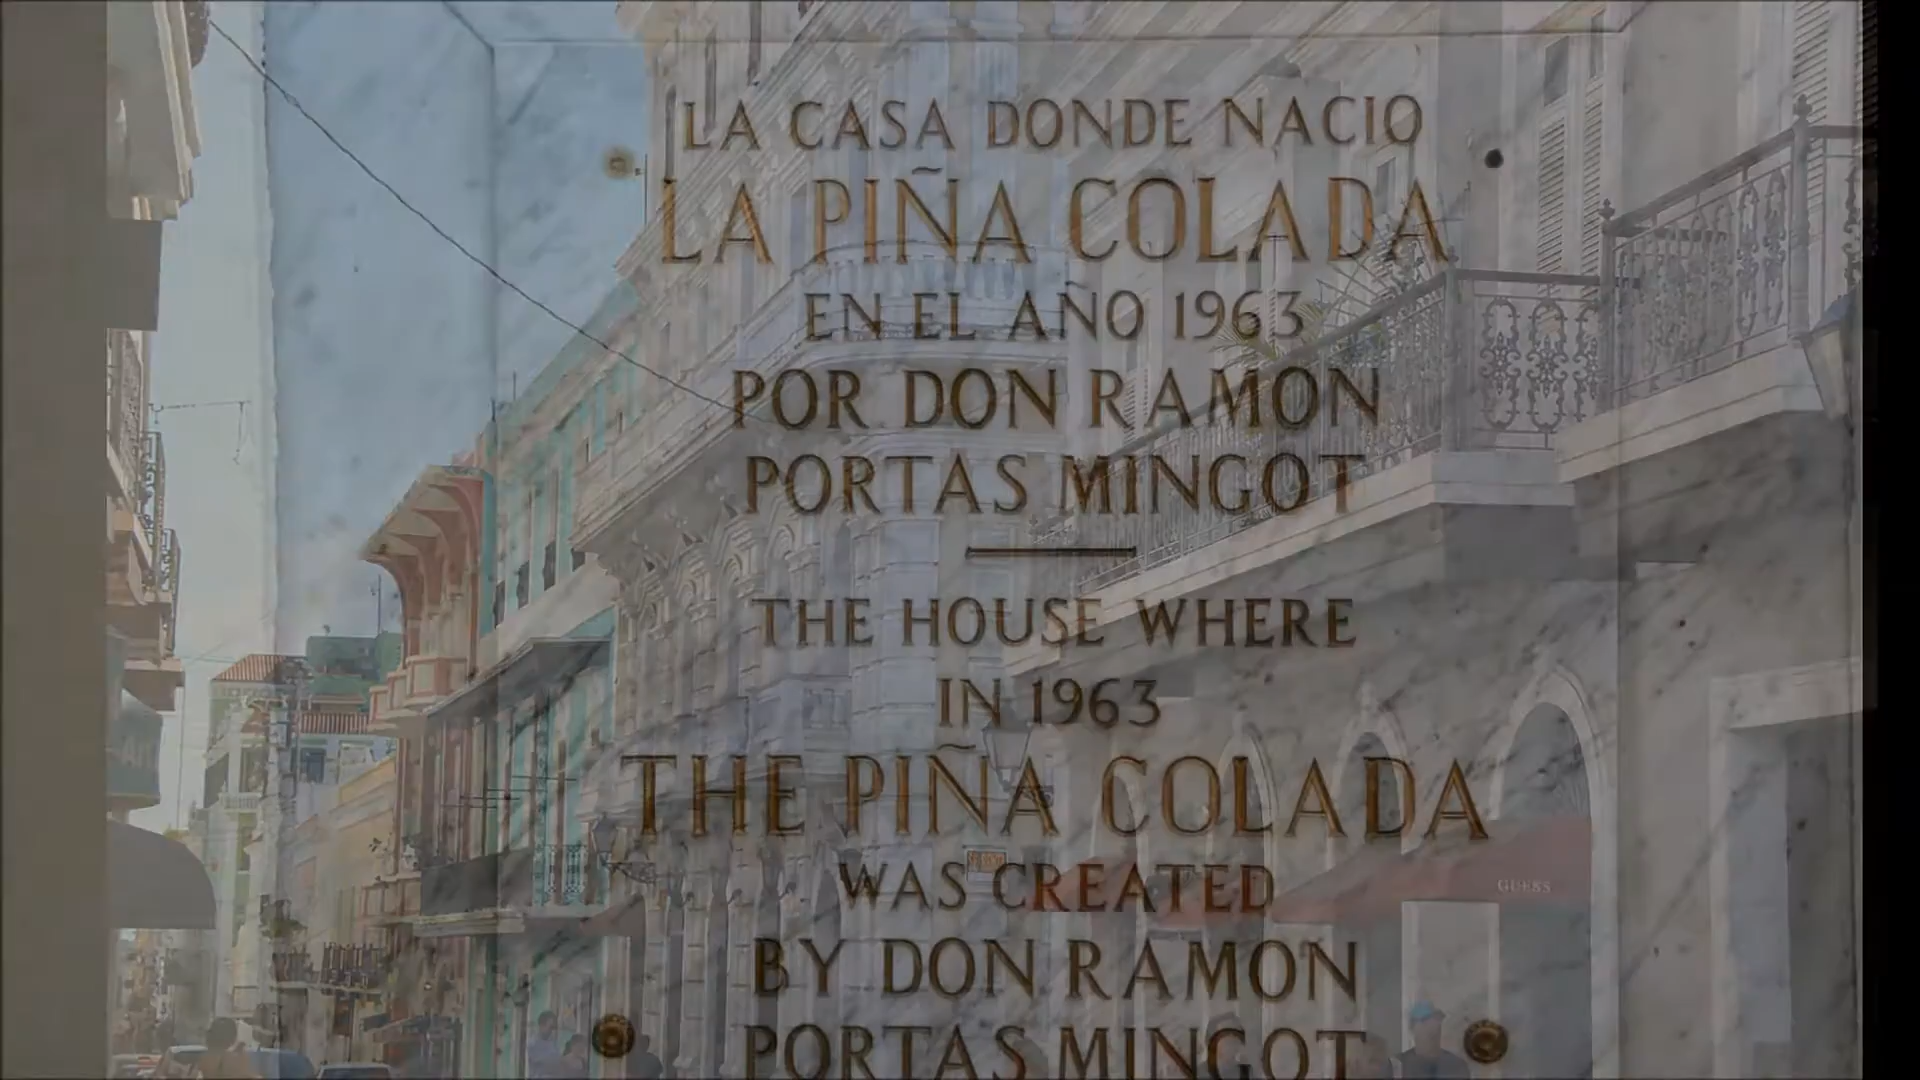 LA CASA DONDE NACIO
LA PIÑA COLADA
EN EL AÑO 1963
POR DON RAMON
PORTAS MINGOT
THE HOUSE WHERE
IN 1963
THE PIÑA COLADA
WAS CREATED
BY DON RAMON
PORTAS MINGOT
GUESS